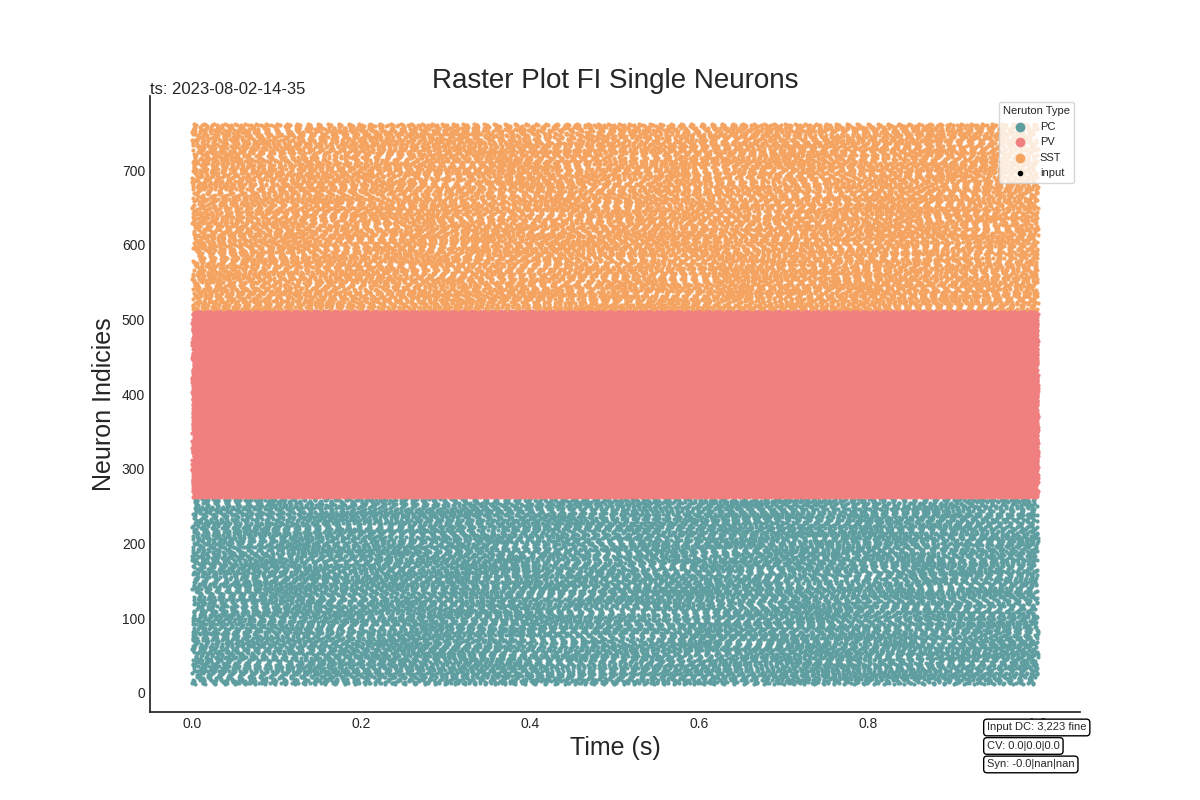 Raster Plot FI Single Neurons
ts: 2023-08-02-14-35
Neruton Type
PC
PV
SST
input
Neuron Indicies
700
600
500
400
300
200
100
0
0.0
0.2
0.4
0.6
0.8
Time (s)
Input DC: 3,223 fine
CV: 0.0|0.0|0.0
Syn: -0.0|nan|nan